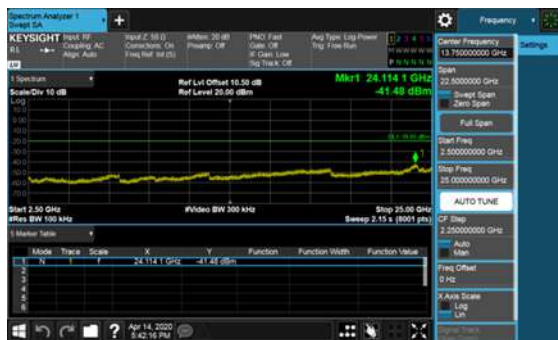 Spectrum Analyzer 1
Swept SA
+
Frequency
KEYSIGHT
Input: RF
Coupling: AC
Align: Auto
Input Z: 50 Ω
Corrections: On
Freq Ref: Int (S)
#Atten: 20 dB
Preamp: Off
PNO: Fast
Gate: Off
IF Gain: Low
Sig Track: Off
Avg Type: Log-Power
Trig: Free Run
1 2 3 4 5
1 Spectrum
Scale/Div 10 dB
Log
Ref Lvl Offset 10.50 dB
Ref Level 20.00 dBm
Mkr1 24.114 1 GHz
-41.48 dBm
Start 2.50 GHz
#Res BW 100 kHz
#Video BW 300 kHz
Stop 25.00 GHz
Sweep 2.15 s (8001 pts)
1 Marker Table
Mode Trace Scale X Y Function Function Width Function Value
1 N 1 f 24.114 1 GHz -41.48 dBm
2
3
4
5
6
Apr 14, 2020
5:42:16 PM
Center Frequency
13.750000000 GHz
Settings
Span
22.5000000 GHz
Swept Span
Zero Span
Full Span
Start Freq
2.500000000 GHz
Stop Freq
25.000000000 GHz
AUTO TUNE
CF Step
2.250000000 GHz
Auto
Man
Freq Offset
0 Hz
X Axis Scale
Log
Lin
Signal Track